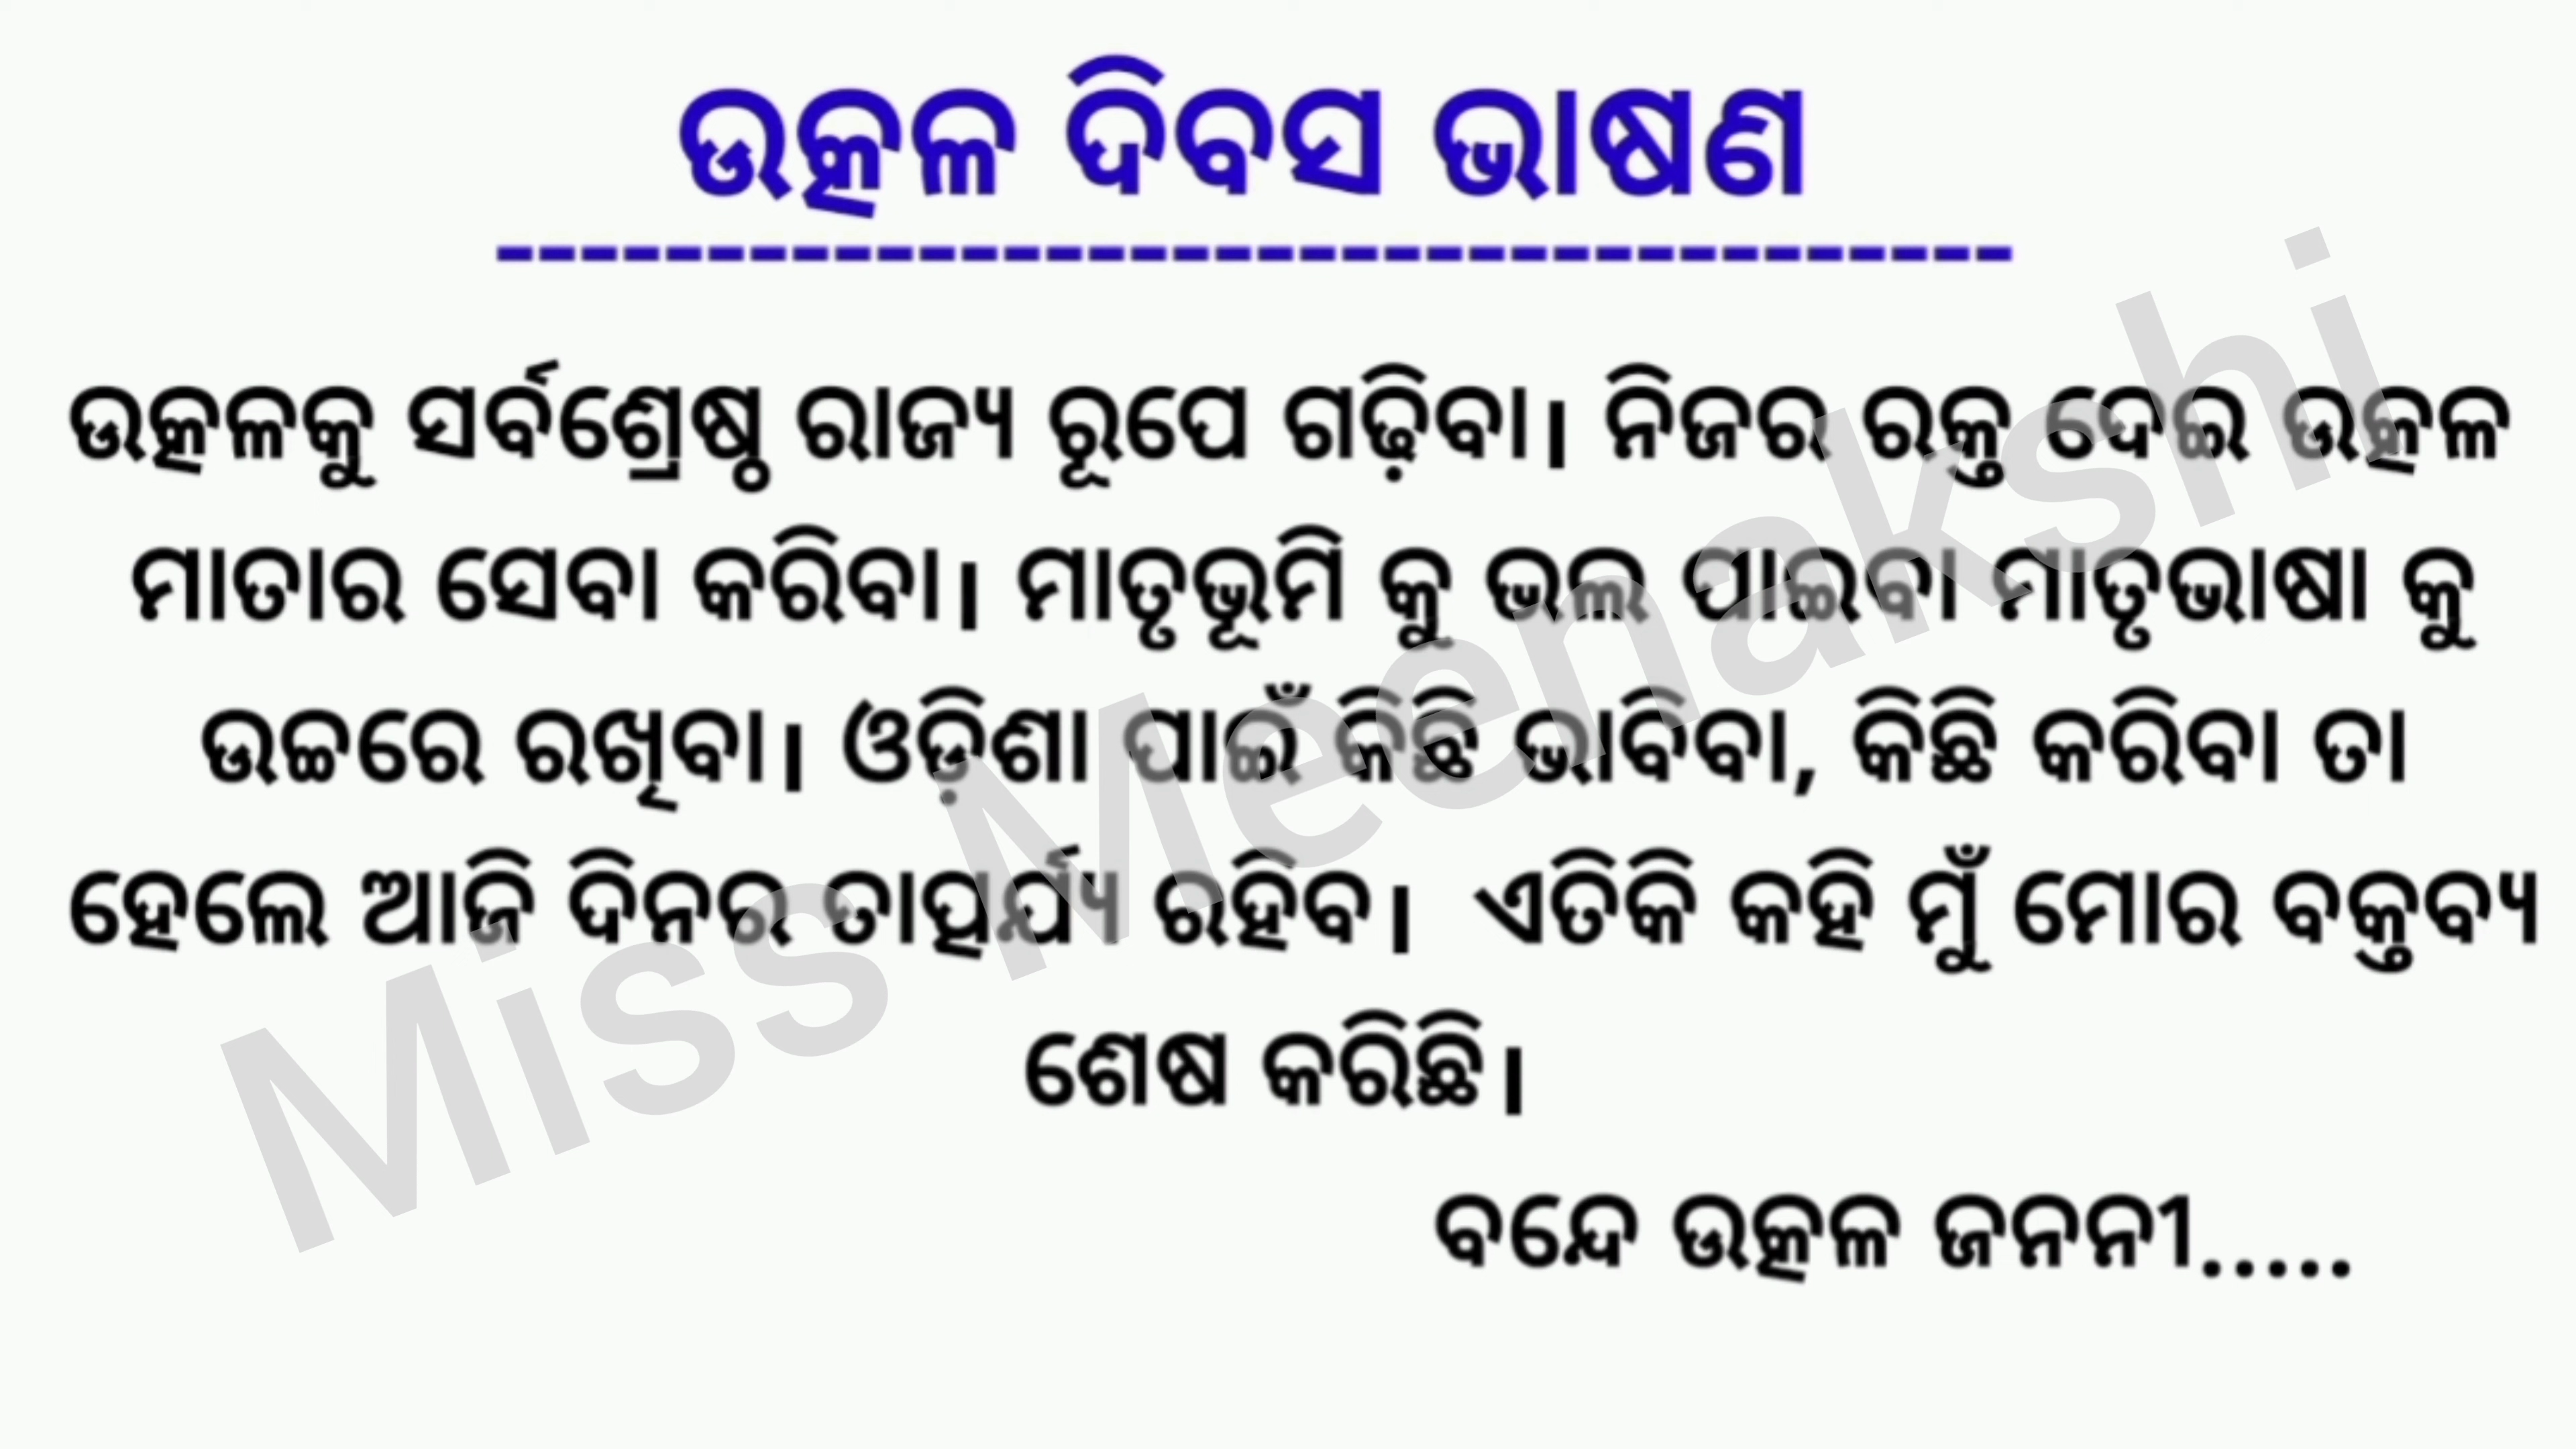 ଉତ୍କଳ ଦିବସ ଭାଷଣ
------------------------------------
ଉତ୍କଳକୁ ସର୍ବଶ୍ରେଷ୍ଠ ରାଜ୍ୟ ରୂପେ ଗଢ଼ିବା। ନିଜର ରକ୍ତ ଦେଇ ଉତ୍କଳ
ମାତାର ସେବା କରିବା। ମାତୃଭୂମି କୁ ଭଲ ପାଇବା ମାତୃଭାଷା କୁ
ଉଚ୍ଚରେ ରଖିବା। ଓଡ଼ିଶା ପାଇଁ କିଛି ଭାବିବା, କିଛି କରିବା ତା
ହେଲେ ଆଜି ଦିନର ତାତ୍ପର୍ଯ୍ୟ ରହିବ। ଏତିକି କହି ମୁଁ ମୋର ବକ୍ତବ୍ୟ
ଶେଷ କରିଛି।
ବନ୍ଦେ ଉତ୍କଳ ଜନନୀ.....
Miss Meenakshi